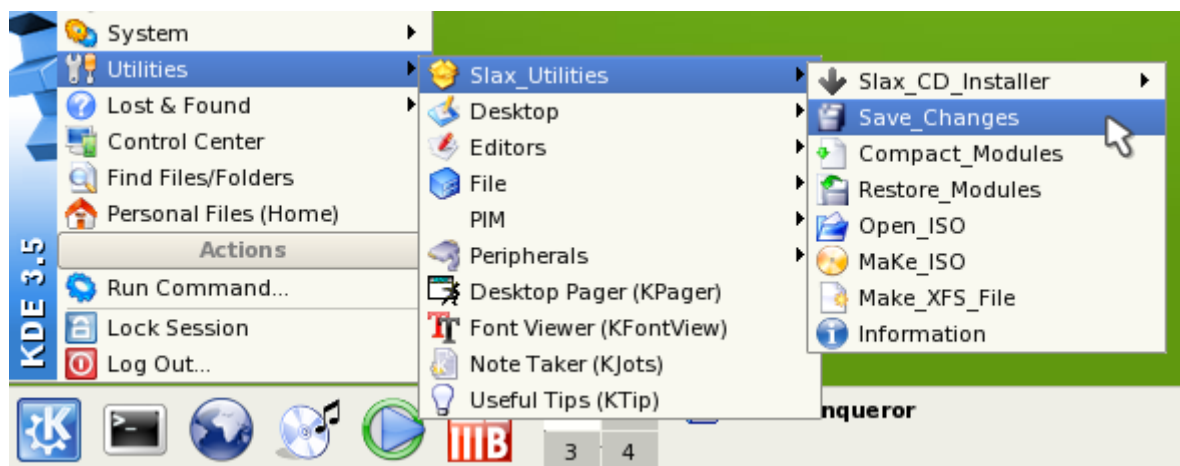 System
Utilities
Lost & Found
Control Center
Find Files/Folders
Personal Files (Home)
Actions
Run Command...
Lock Session
Log Out...
KDE 3.5
Slax_Utilities
Desktop
Editors
File
PIM
Peripherals
Desktop Pager (KPager)
Font Viewer (KFontView)
Note Taker (KJots)
Useful Tips (KTip)
Slax_CD_Installer
Save_Changes
Compact_Modules
Restore_Modules
Open_ISO
MaKe_ISO
Make_XFS_File
Information
nqueror
3 4